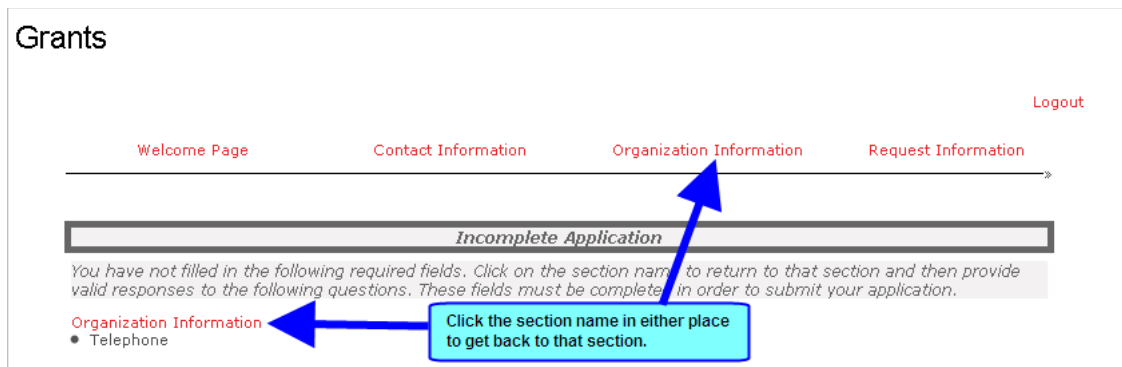 Grants
Logout
Welcome Page Contact Information Organization Information Request Information
Incomplete Application
You have not filled in the following required fields. Click on the section name to return to that section and then provide
valid responses to the following questions. These fields must be completed in order to submit your application.
Organization Information
• Telephone
Click the section name in either place
to get back to that section.